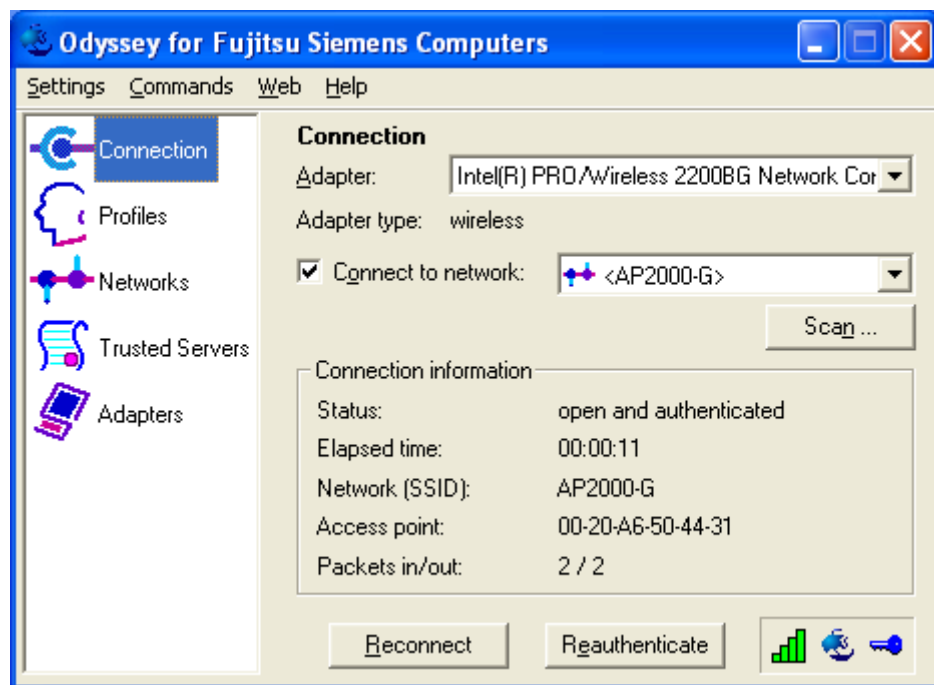 Odyssey for Fujitsu Siemens Computers
Settings Commands Web Help
Connection
Profiles
Networks
Trusted Servers
Adapters
Connection
Adapter: Intel(R) PRO/Wireless 2200BG Network Cor
Adapter type: wireless
Connect to network: <AP2000-G>
Scan ...
Connection information
Status: open and authenticated
Elapsed time: 00:00:11
Network (SSID): AP2000-G
Access point: 00-20-A6-50-44-31
Packets in/out: 2 / 2
Reconnect Reauthenticate